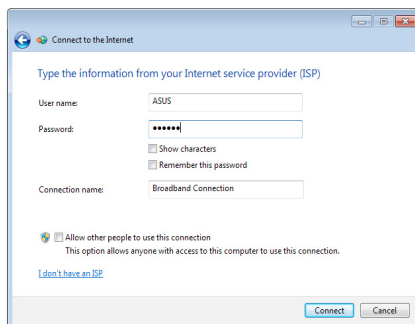 Connect to the Internet
Type the information from your Internet service provider (ISP)
User name: ASUS
Password: ••••••
Show characters
Remember this password
Connection name: Broadband Connection
Allow other people to use this connection
This option allows anyone with access to this computer to use this connection.
I don't have an ISP
Connect Cancel